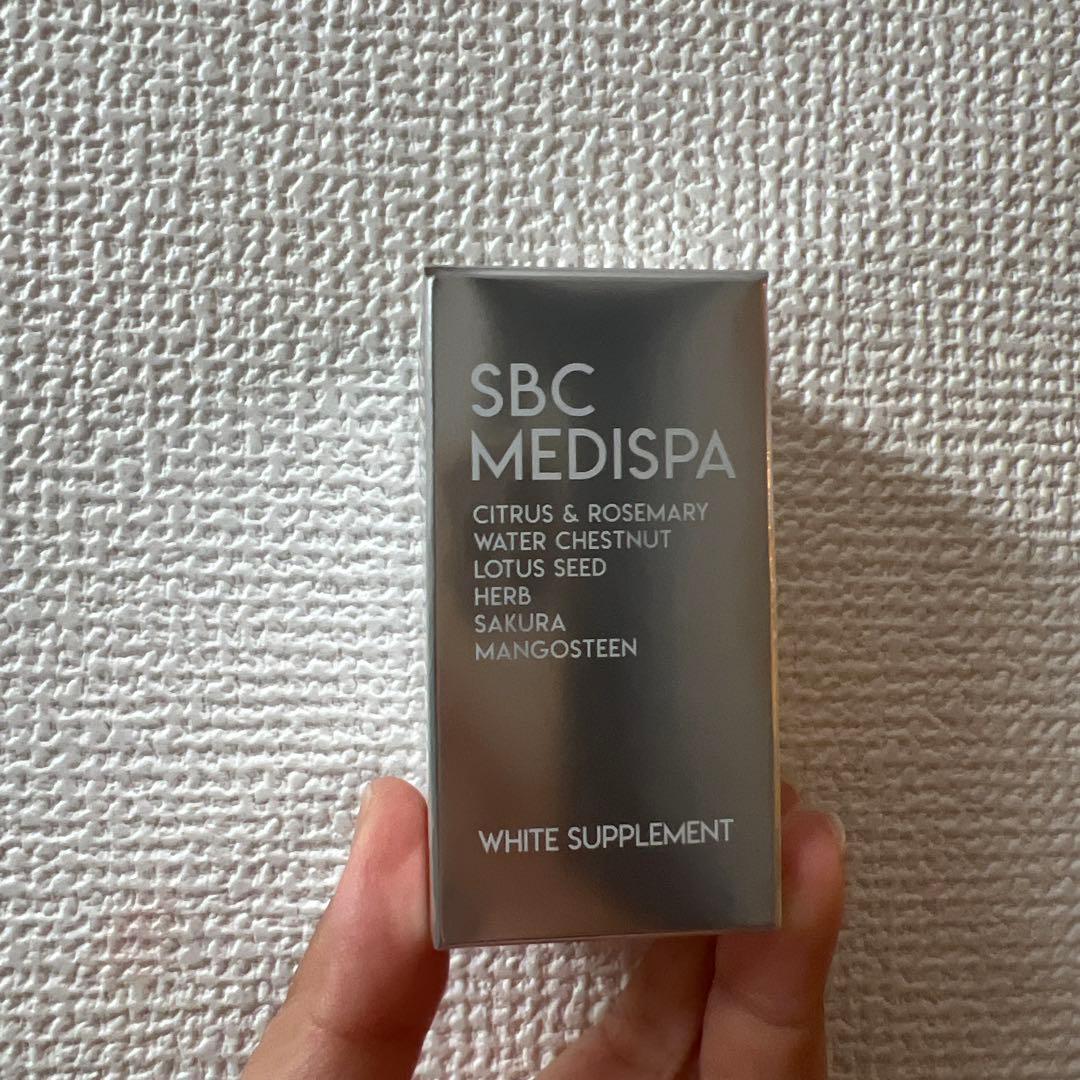 SBC
MEDISPA
CITRUS & ROSEMARY
WATER CHESTNUT
LOTUS SEED
HERB
SAKURA
MANGOSTEEN
WHITE SUPPLEMENT